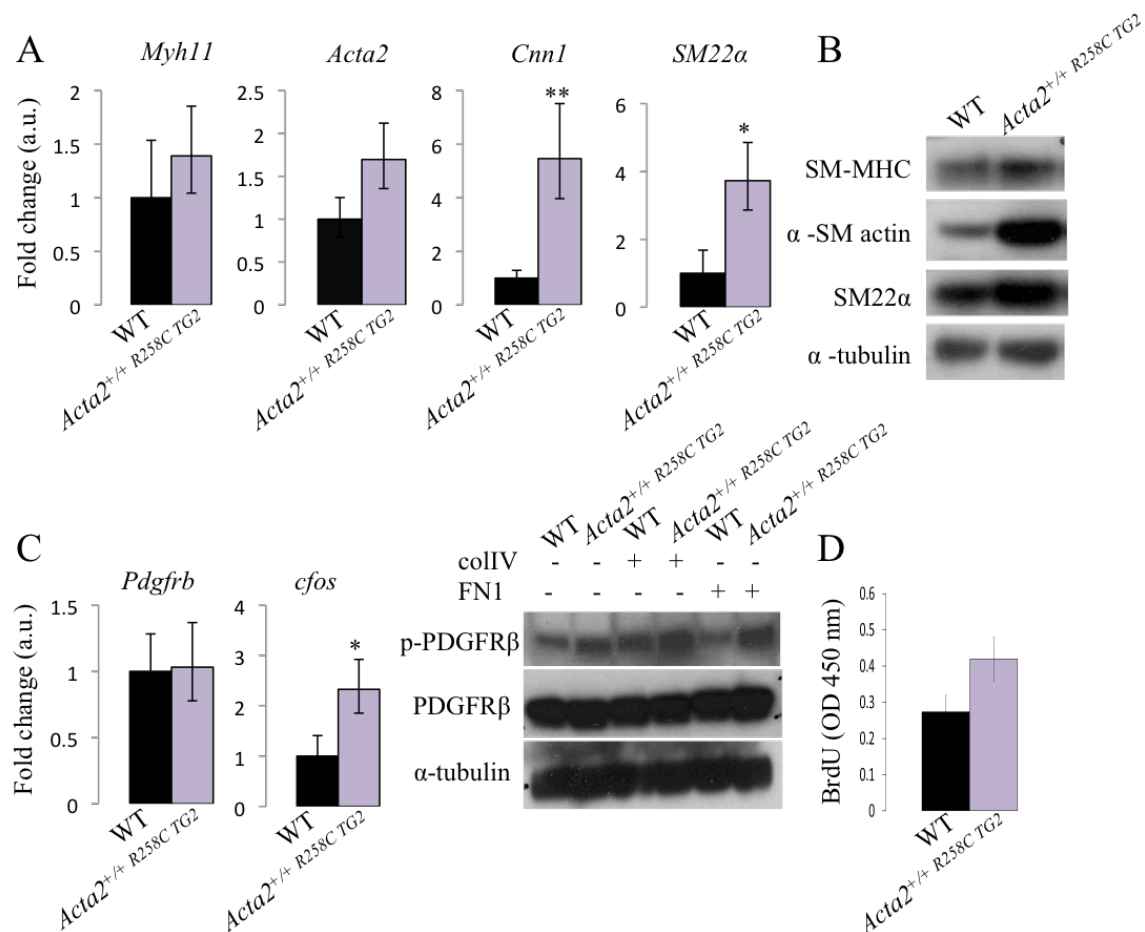 A
Myh11
Acta2
Cnn1
SM22α
B
Fold change (a.u.)
2
1.5
1
0.5
0
WT
Acta2+/+ R258C TG2
2.5
2
1.5
1
0.5
0
WT
Acta2+/+ R258C TG2
8
6
4
2
0
**
WT
Acta2+/+ R258C TG2
6
4
2
0
*
WT
Acta2+/+ R258C TG2
WT
Acta2+/+ R258C TG2
SM-MHC
α -SM actin
SM22α
α -tubulin
C
Pdgfrb
cfos
Fold change (a.u.)
1.5
1
0.5
0
WT
Acta2+/+ R258C TG2
4
3
2
1
0
*
WT
Acta2+/+ R258C TG2
WT
Acta2+/+ R258C TG2
WT
Acta2+/+ R258C TG2
WT
Acta2+/+ R258C TG2
colIV - - + + - -
FN1 - - - - + +
p-PDGFRβ
PDGFRβ
α-tubulin
D
BrdU (OD 450 nm)
0.6
0.5
0.4
0.3
0.2
0.1
0
WT
Acta2+/+ R258C TG2